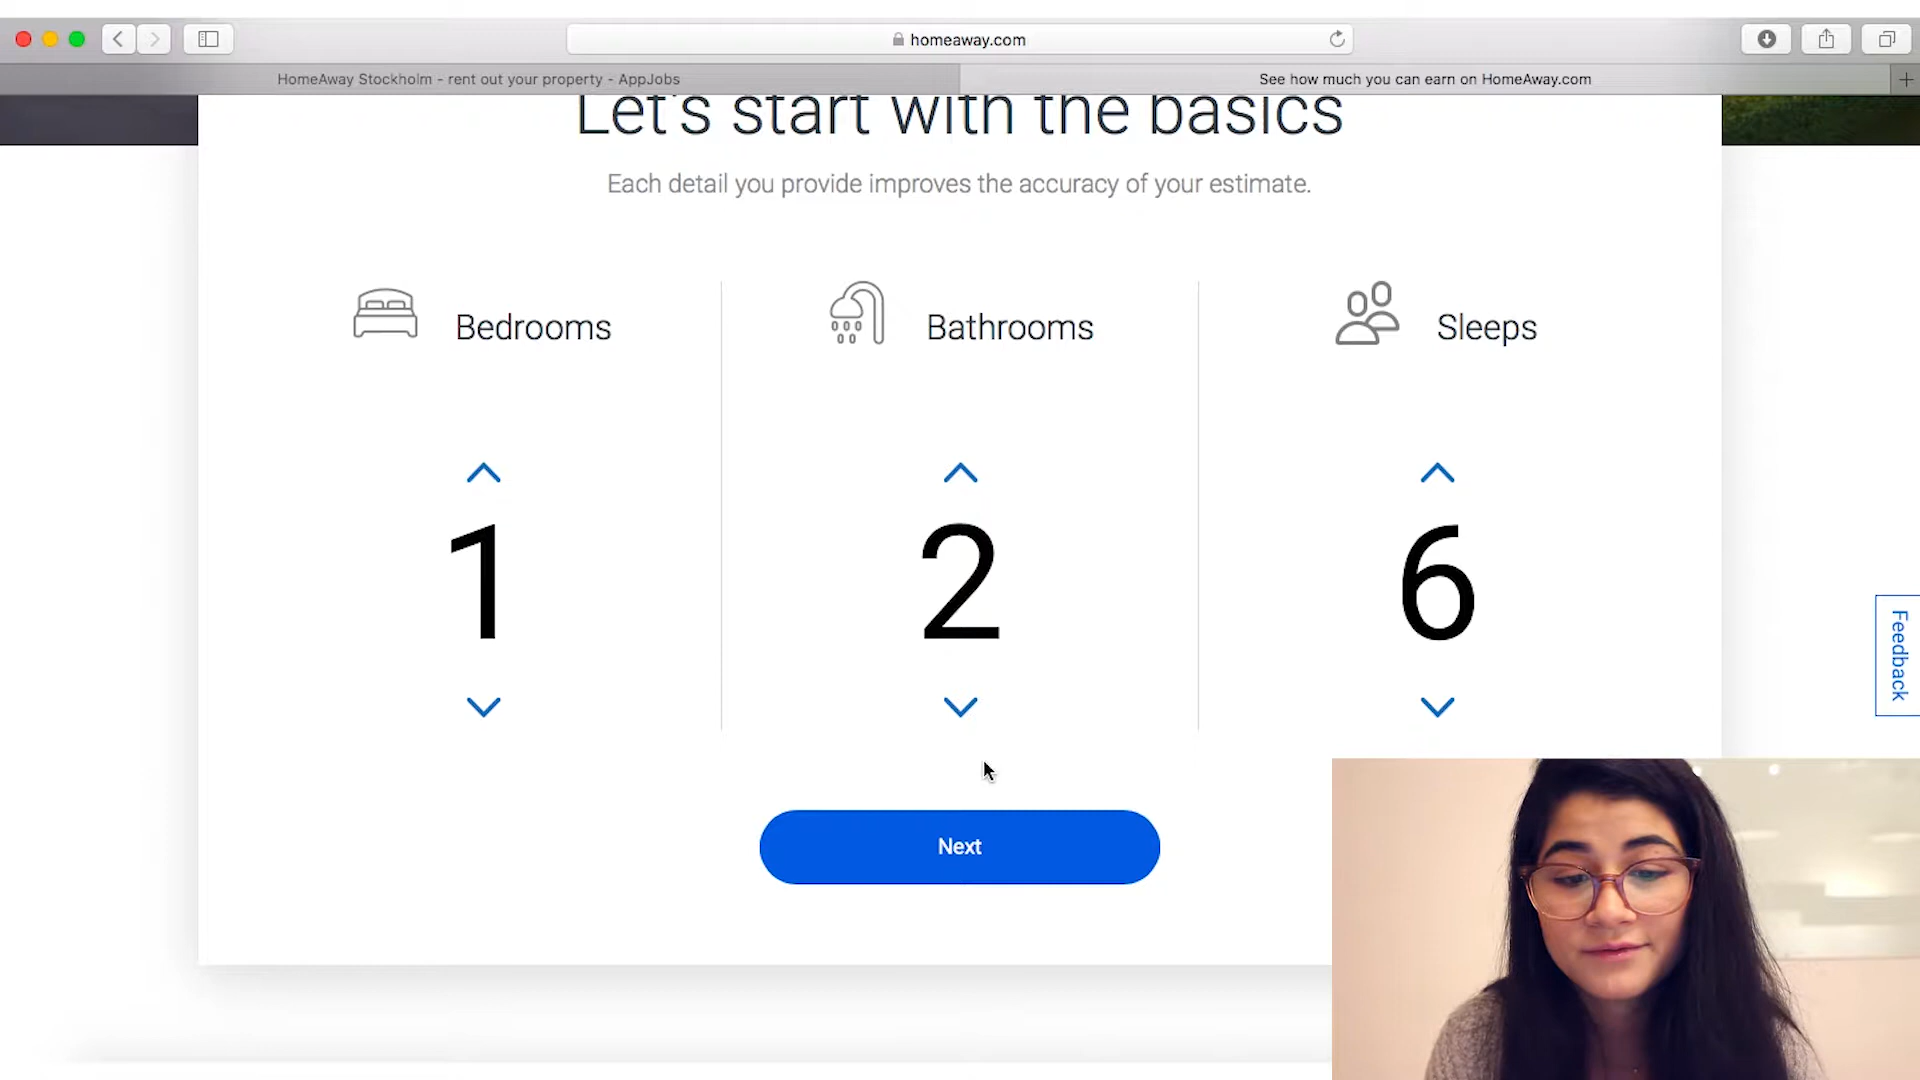 homeaway.com
HomeAway Stockholm - rent out your property - AppJobs
See how much you can earn on HomeAway.com
Let's start with the basics
Each detail you provide improves the accuracy of your estimate.
Bedrooms
Bathrooms
Sleeps
1
2
6
Feedback
Next